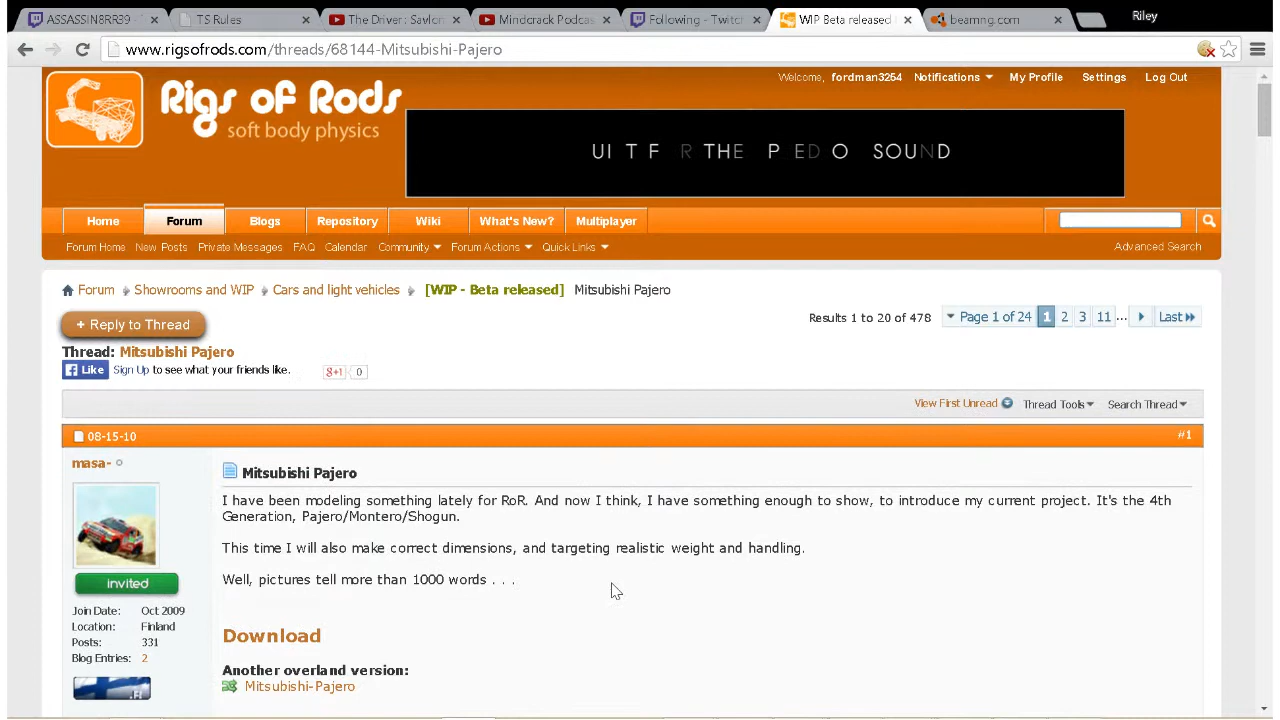 ASSASSIN8RR39 -
TS Rules
The Driver: Savlon
Mindcrack Podcas
Following - Twitch
WIP Beta released
beamng.com
Riley
www.rigsofrods.com/threads/68144-Mitsubishi-Pajero
Welcome, fordman3264 Notifications My Profile Settings Log Out
Rigs of Rods
soft body physics
UI T F R THE P EDO SOUND
Home Forum Blogs Repository Wiki What's New? Multiplayer
Forum Home New Posts Private Messages FAQ Calendar Community Forum Actions Quick Links Advanced Search
Forum Showrooms and WIP Cars and light vehicles [WIP - Beta released] Mitsubishi Pajero
+ Reply to Thread
Results 1 to 20 of 478 Page 1 of 24 1 2 3 11 ... Last
Thread: Mitsubishi Pajero
Like Sign Up to see what your friends like. g+1 0
View First Unread Thread Tools Search Thread
08-15-10 #1
masa-
Mitsubishi Pajero
I have been modeling something lately for RoR. And now I think, I have something enough to show, to introduce my current project. It's the 4th
Generation, Pajero/Montero/Shogun.
This time I will also make correct dimensions, and targeting realistic weight and handling.
Well, pictures tell more than 1000 words . . .
invited
Join Date: Oct 2009
Location: Finland
Posts: 331
Blog Entries: 2
Download
Another overland version:
Mitsubishi-Pajero